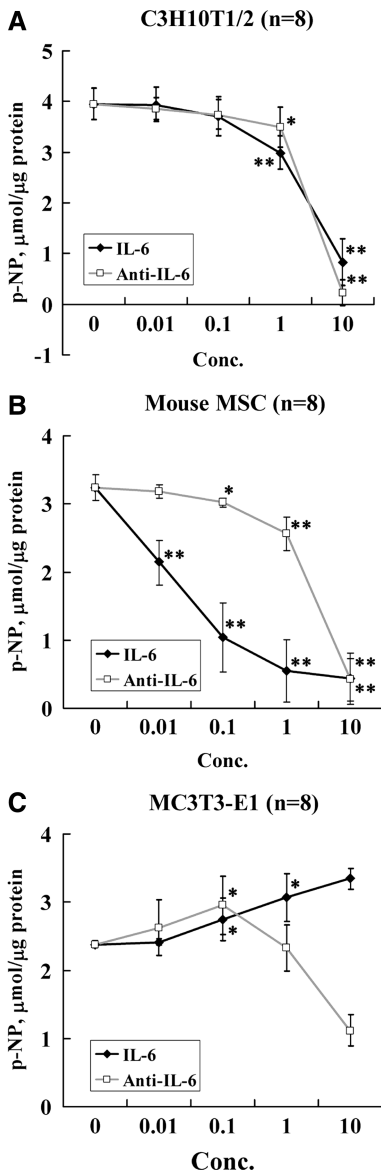 A
C3H10T1/2 (n=8)
p-NP, μmol/μg protein
5
4
3
2
1
0
-1
*
**
**
**
IL-6
Anti-IL-6
0 0.01 0.1 1 10
Conc.
B
Mouse MSC (n=8)
p-NP, μmol/μg protein
4
3
2
1
0
*
**
**
**
**
**
**
IL-6
Anti-IL-6
0 0.01 0.1 1 10
Conc.
C
MC3T3-E1 (n=8)
p-NP, μmol/μg protein
4
3
2
1
0
*
*
*
IL-6
Anti-IL-6
0 0.01 0.1 1 10
Conc.